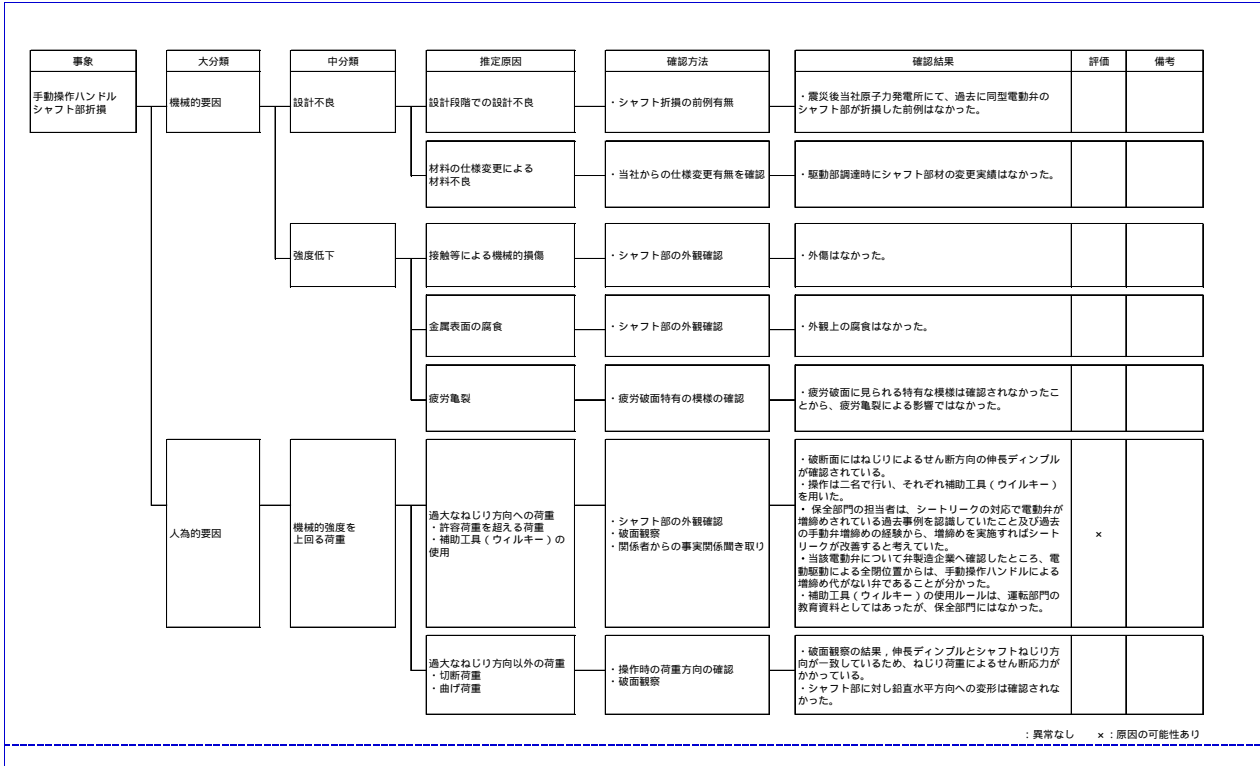 事象
大分類
中分類
推定原因
確認方法
確認結果
評価
備考
手動操作ハンドル
シャフト部折損
機械的要因
設計不良
設計段階での設計不良
・シャフト折損の前例有無
・震災後当社原子力発電所にて、過去に同型電動弁の
シャフト部が折損した前例はなかった。
材料の仕様変更による
材料不良
・当社からの仕様変更有無を確認
・駆動部調達時にシャフト部材の変更実績はなかった。
強度低下
接触等による機械的損傷
・シャフト部の外観確認
・外傷はなかった。
金属表面の腐食
・シャフト部の外観確認
・外観上の腐食はなかった。
疲労亀裂
・疲労破面特有の模様の確認
・疲労破面に見られる特有な模様は確認されなかったこ
とから、疲労亀裂による影響ではなかった。
人為的要因
機械的強度を
上回る荷重
過大なねじり方向への荷重
・許容荷重を超える荷重
・補助工具(ウィルキー)の
使用
・シャフト部の外観確認
・破面観察
・関係者からの事実関係聞き取り
・破断面にはねじりによるせん断方向の伸長ディンプル
が確認されている。
・操作は二名で行い、それぞれ補助工具(ウイルキー)
を用いた。
・ 保全部門の担当者は、シートリークの対応で電動弁が
増締めされている過去事例を認識していたこと及び過去
の手動弁増締めの経験から、増締めを実施すればシート
リークが改善すると考えていた。
・当該電動弁について弁製造企業へ確認したところ、電
動駆動による全閉位置からは、手動操作ハンドルによる
増締め代がない弁であることが分かった。
・補助工具(ウィルキー)の使用ルールは、運転部門の
教育資料としてはあったが、保全部門にはなかった。
×
過大なねじり方向以外の荷重
・切断荷重
・曲げ荷重
・操作時の荷重方向の確認
・破面観察
・破面観察の結果，伸長ディンプルとシャフトねじり方
向が一致しているため、ねじり荷重によるせん断応力が
かかっている。
・シャフト部に対し鉛直水平方向への変形は確認されな
かった。
：異常なし　×：原因の可能性あり